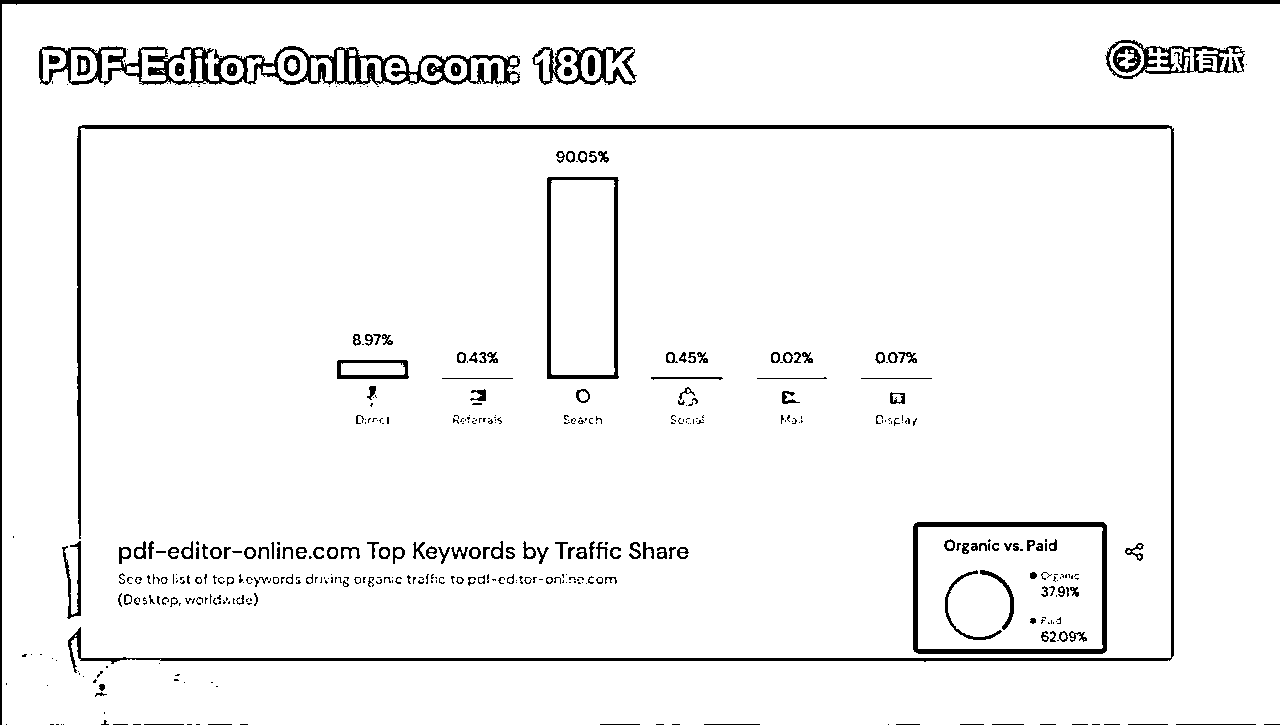 PDF-Editor-Online.com: 180K
生财有术
90.05%
8.97%
0.43%
0.45%
0.02%
0.07%
Direct
Referrals
Search
Social
Mail
Display
pdf-editor-online.com Top Keywords by Traffic Share
See the list of top keywords driving organic traffic to pdf-editor-online.com
(Desktop, worldwide)
Organic vs. Paid
Organic
37.91%
Paid
62.09%